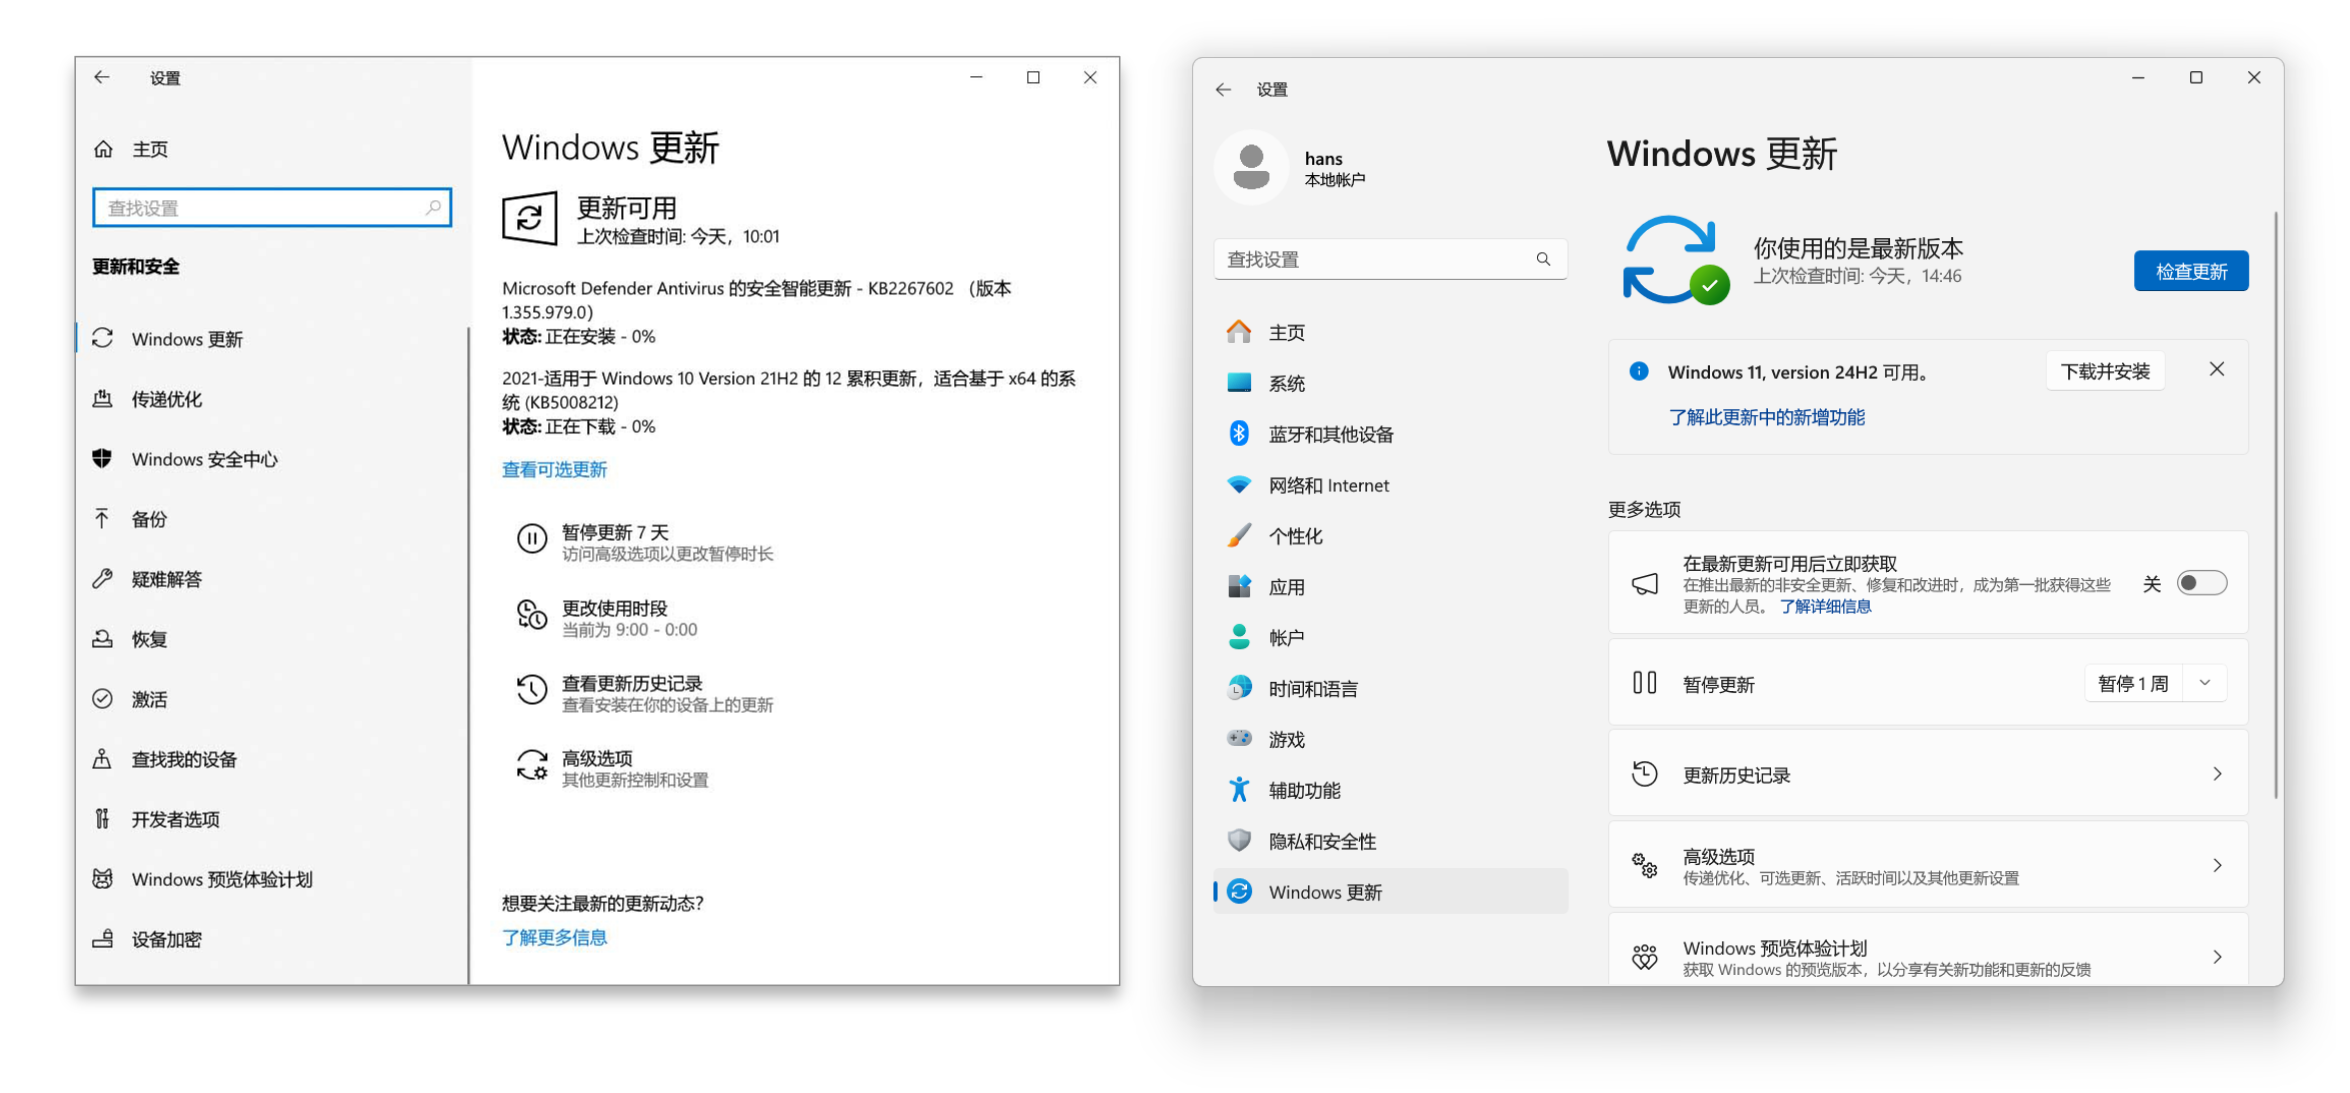 设置
主页
查找设置
更新和安全
Windows 更新
传递优化
Windows 安全中心
备份
疑难解答
恢复
激活
查找我的设备
开发者选项
Windows 预览体验计划
设备加密
Windows 更新
更新可用
上次检查时间: 今天，10:01
Microsoft Defender Antivirus 的安全智能更新 - KB2267602 （版本
1.355.979.0）
状态: 正在安装 - 0%
2021-适用于 Windows 10 Version 21H2 的 12 累积更新，适合基于 x64 的系
统 (KB5008212)
状态: 正在下载 - 0%
查看可选更新
暂停更新 7 天
访问高级选项以更改暂停时长
更改使用时段
当前为 9:00 - 0:00
查看更新历史记录
查看安装在你的设备上的更新
高级选项
其他更新控制和设置
想要关注最新的更新动态?
了解更多信息
设置
hans
本地帐户
查找设置
主页
系统
蓝牙和其他设备
网络和 Internet
个性化
应用
帐户
时间和语言
游戏
辅助功能
隐私和安全性
Windows 更新
Windows 更新
你使用的是最新版本
上次检查时间: 今天，14:46
检查更新
Windows 11, version 24H2 可用。
下载并安装
了解此更新中的新增功能
更多选项
在最新更新可用后立即获取
在推出最新的非安全更新、修复和改进时，成为第一批获得这些
更新的人员。 了解详细信息
关
暂停更新
暂停 1 周
更新历史记录
高级选项
传递优化、可选更新、活跃时间以及其他更新设置
Windows 预览体验计划
获取 Windows 的预览版本，以分享有关新功能和更新的反馈